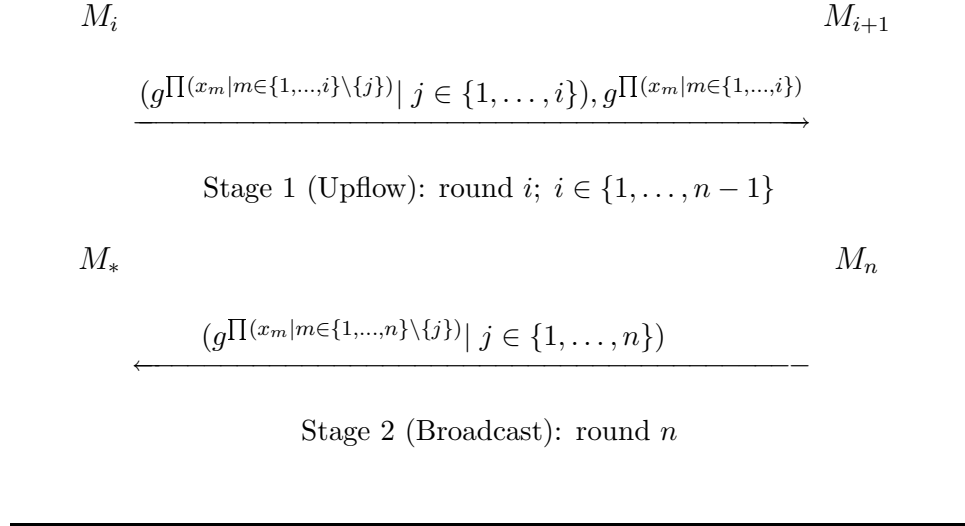 $M_i$ $M_{i+1}$
$(g^{\prod(x_m|m\in\{1,\ldots,i\}\setminus\{j\})}|\ j \in \{1,\ldots,i\}), g^{\prod(x_m|m\in\{1,\ldots,i\})}$
Stage 1 (Upflow): round $i$; $i \in \{1,\ldots,n-1\}$
$M_*$ $M_n$
$(g^{\prod(x_m|m\in\{1,\ldots,n\}\setminus\{j\})}|\ j \in \{1,\ldots,n\})$
Stage 2 (Broadcast): round $n$